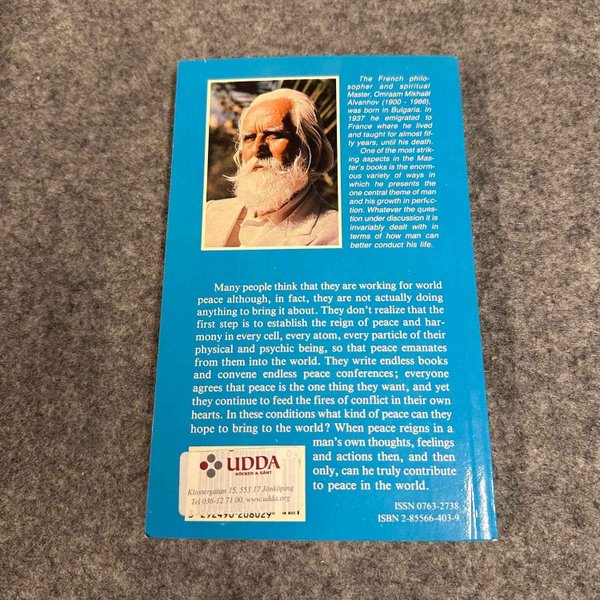 The French philo-
sopher and spiritual
Master, Omraam Mikhaël
Aïvanhov (1900 - 1986),
was born in Bulgaria. In
1937 he emigrated to
France where he lived
and taught for almost fif-
ty years, until his death.
One of the most strik-
ing aspects in the Mas-
ter's books is the enorm-
ous variety of ways in
which he presents the
one central theme of man
and his growth in perfec-
tion. Whatever the ques-
tion under discussion it is
invariably dealt with in
terms of how man can
better conduct his life.
Many people think that they are working for world
peace although, in fact, they are not actually doing
anything to bring it about. They don't realize that the
first step is to establish the reign of peace and har-
mony in every cell, every atom, every particle of their
physical and psychic being, so that peace emanates
from them into the world. They write endless books
and convene endless peace conferences; everyone
agrees that peace is the one thing they want, and yet
they continue to feed the fires of conflict in their own
hearts. In these conditions what kind of peace can they
hope to bring to the world? When peace reigns in a
man's own thoughts, feelings
and actions then, and then
only, can he truly contribute
to peace in the world.
UDDA
BÖCKER & SÅNT
Klostergatan 15, 553 17 Jönköping
Tel 036-12 71 00, www.udda.org
ISSN 0763-2738
ISBN 2-85566-403-9